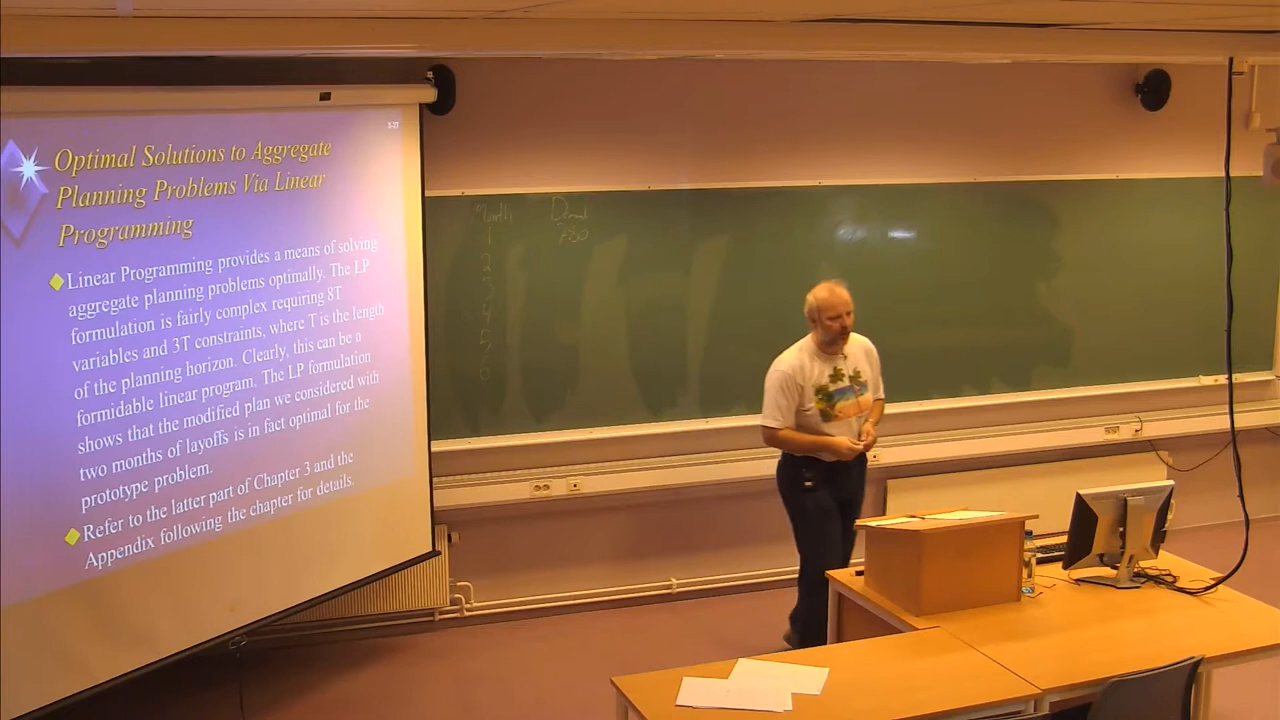 3-27
Optimal Solutions to Aggregate
Planning Problems Via Linear
Programming
Linear Programming provides a means of solving
aggregate planning problems optimally. The LP
formulation is fairly complex requiring 8T
variables and 3T constraints, where T is the length
of the planning horizon. Clearly, this can be a
formidable linear program. The LP formulation
shows that the modified plan we considered with
two months of layoffs is in fact optimal for the
prototype problem.
Refer to the latter part of Chapter 3 and the
Appendix following the chapter for details.
Month
1 780
2
3
4
5
6